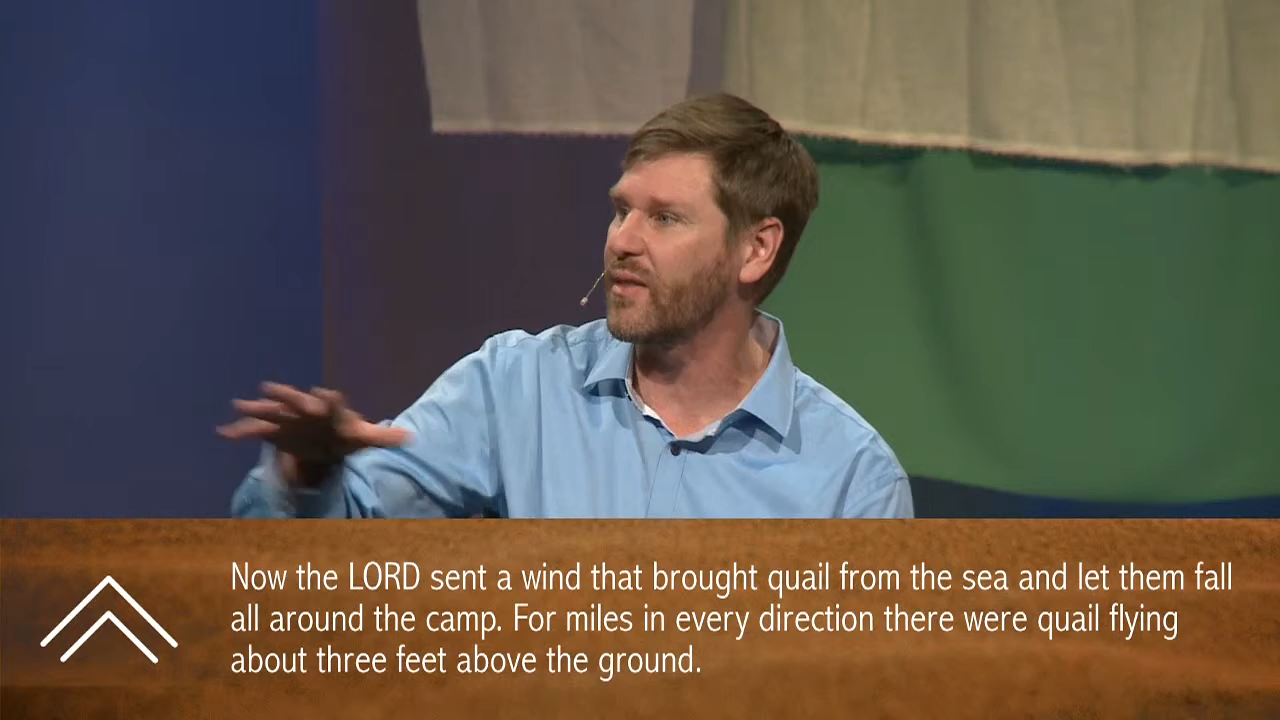 Now the LORD sent a wind that brought quail from the sea and let them fall
all around the camp. For miles in every direction there were quail flying
about three feet above the ground.